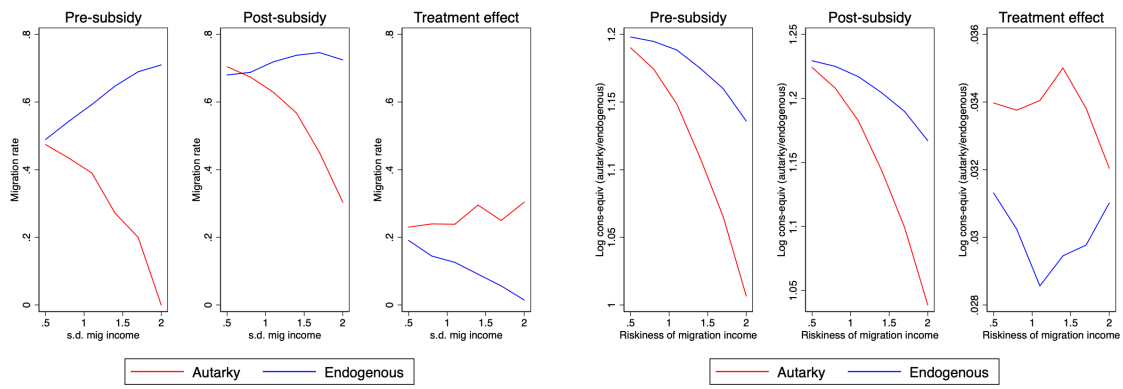 Pre-subsidy
Post-subsidy
Treatment effect
Migration rate
.8
.6
.4
.2
0
.5
1
1.5
2
s.d. mig income
Migration rate
.8
.6
.4
.2
0
.5
1
1.5
2
s.d. mig income
Migration rate
.8
.6
.4
.2
0
.5
1
1.5
2
s.d. mig income
Autarky
Endogenous
Pre-subsidy
Post-subsidy
Treatment effect
Log cons-equiv (autarky/endogenous)
1.2
1.15
1.1
1.05
1
.5
1
1.5
2
Riskiness of migration income
Log cons-equiv (autarky/endogenous)
1.25
1.2
1.15
1.1
1.05
.5
1
1.5
2
Riskiness of migration income
Log cons-equiv (autarky/endogenous)
.036
.034
.032
.03
.028
.5
1
1.5
2
Riskiness of migration income
Autarky
Endogenous